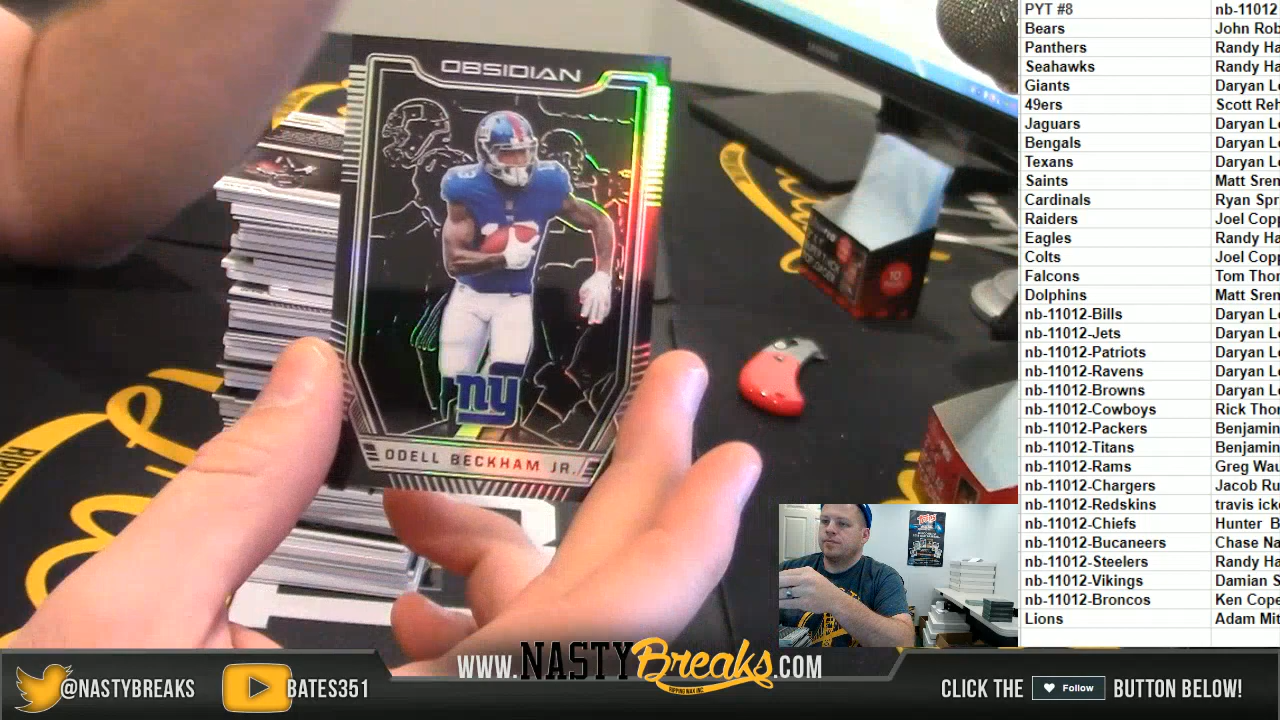 OBSIDIAN
ny
ODELL BECKHAM JR.
SAMSUNG
10
PYT #8 nb-11012
Bears John Rob
Panthers Randy Ha
Seahawks Randy Ha
Giants Daryan Le
49ers Scott Reh
Jaguars Daryan Le
Bengals Daryan Le
Texans Daryan Le
Saints Matt Sren
Cardinals Ryan Spr
Raiders Joel Copp
Eagles Randy Ha
Colts Joel Copp
Falcons Tom Thor
Dolphins Matt Sren
nb-11012-Bills Daryan Le
nb-11012-Jets Daryan Le
nb-11012-Patriots Daryan Le
nb-11012-Ravens Daryan Le
nb-11012-Browns Daryan Le
nb-11012-Cowboys Rick Thor
nb-11012-Packers Benjamin
nb-11012-Titans Benjamin
nb-11012-Rams Greg Wau
nb-11012-Chargers Jacob Ru
nb-11012-Redskins travis icke
nb-11012-Chiefs Hunter B
nb-11012-Bucaneers Chase Na
nb-11012-Steelers Randy Ha
nb-11012-Vikings Damian S
nb-11012-Broncos Ken Cope
Lions Adam Mit
@NASTYBREAKS
BATES351
WWW.NASTYBreaks.COM
RIPPING WAX INC
CLICK THE Follow BUTTON BELOW!